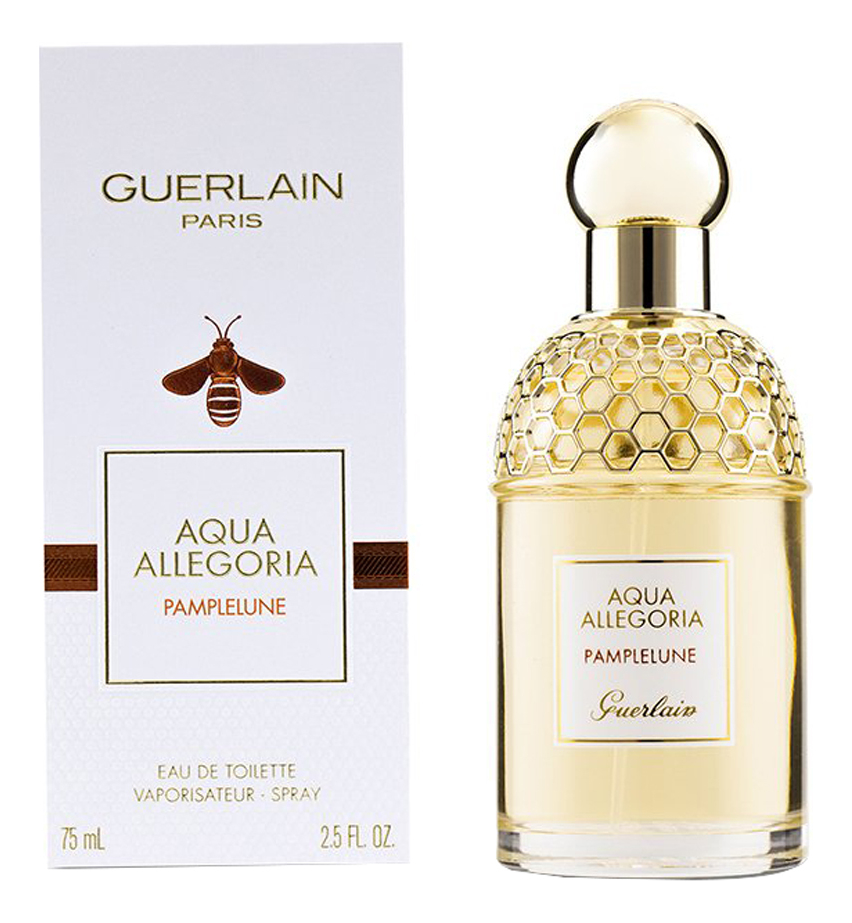 GUERLAIN
PARIS
AQUA
ALLEGORIA
PAMPLELUNE
EAU DE TOILETTE
VAPORISATEUR · SPRAY
75 mL 2.5 FL. OZ.
AQUA
ALLEGORIA
PAMPLELUNE
Guerlain